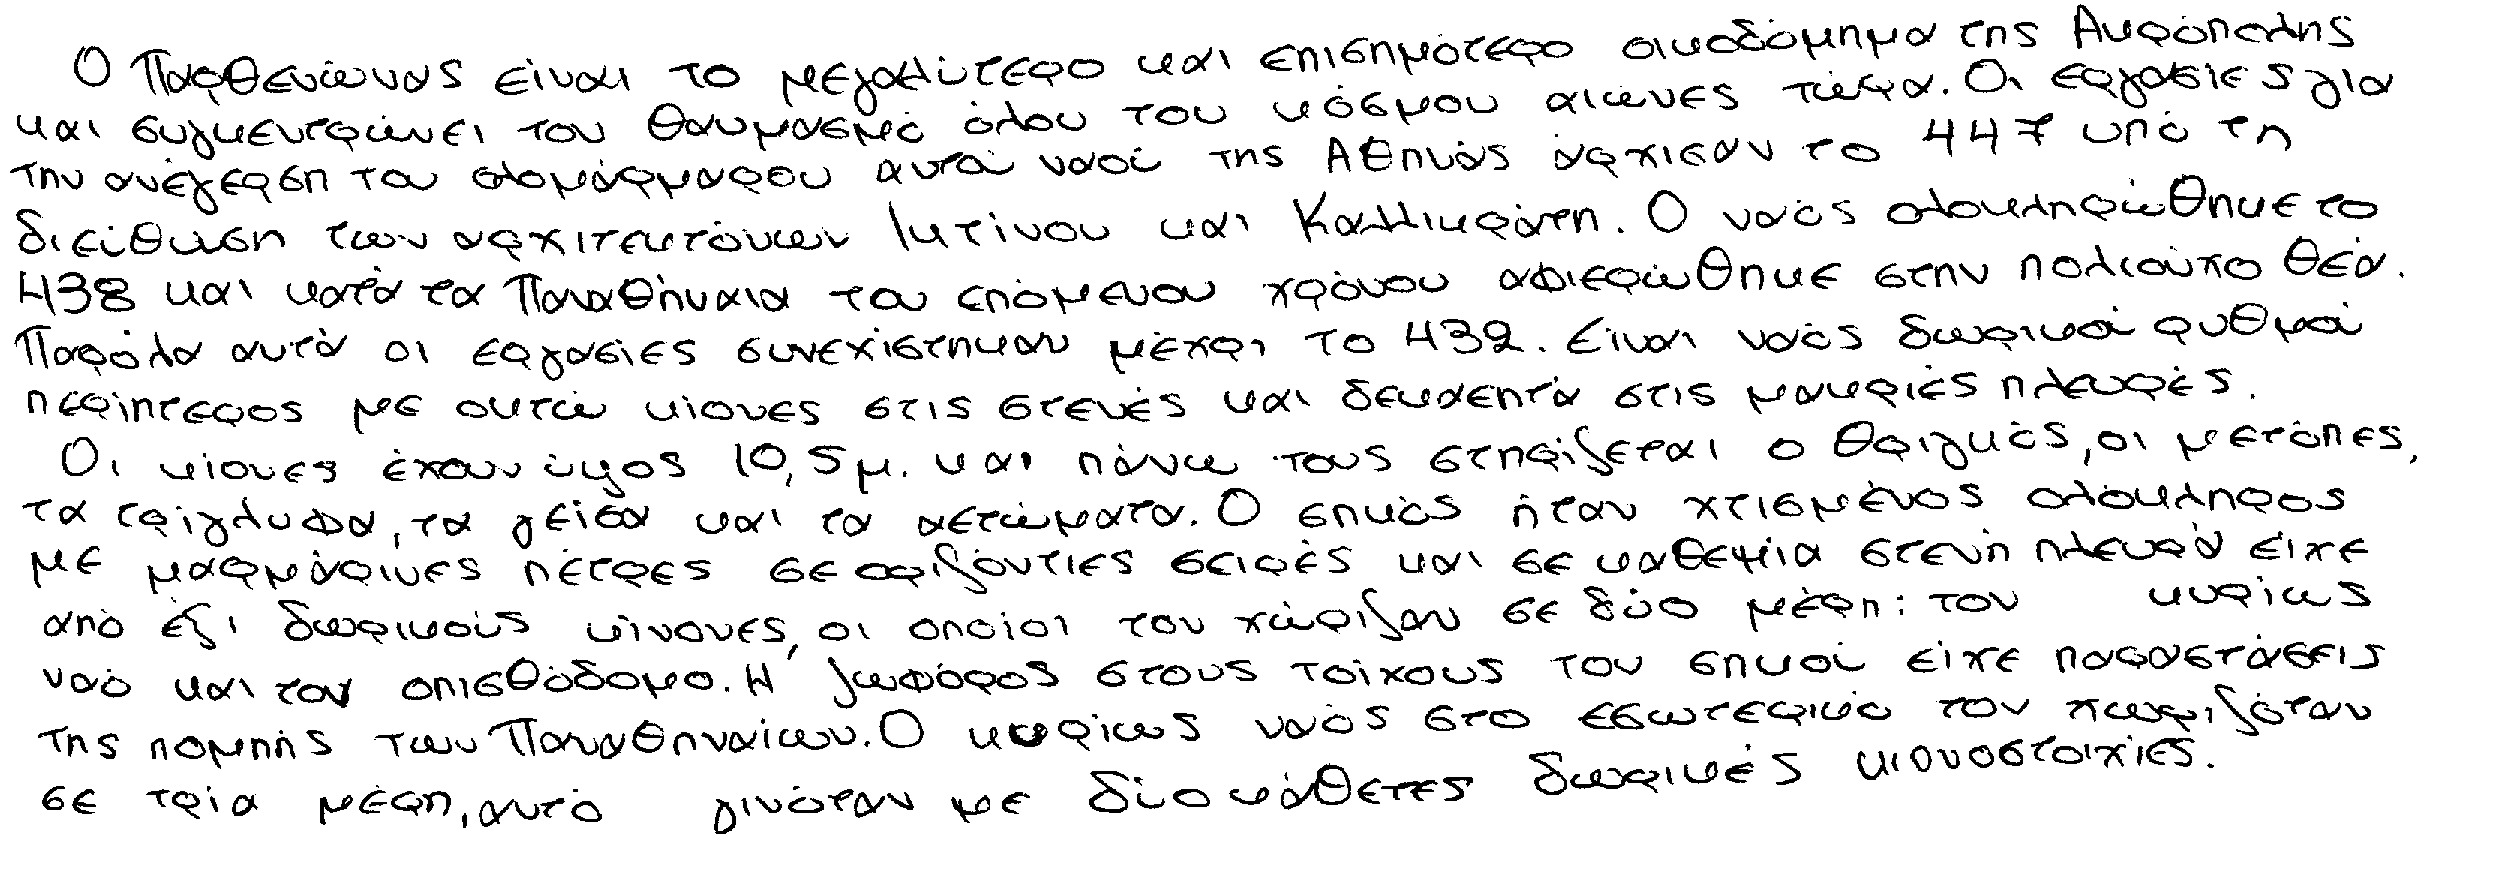 Ο Παρθενώνας είναι το μεγαλύτερο και επισημότερο οικοδόμημα της Ακρόπολης
και συγκεντρώνει τον θαυμασμό όλου του κόσμου αιώνες τώρα. Οι εργασίες για
την ανέγερση του ολομάρμαρου αυτού ναού της Αθηνάς άρχισαν το 447 υπό τη
διεύθυση των αρχιτεκτόνων Ικτίνου και Καλλικράτη. Ο ναός ολοκληρώθηκε το
438 και κατά τα Παναθήναια του επόμενου χρόνου αφιερώθηκε στην πολιούχο θεά.
Παρόλα αυτά οι εργασίες συνεχίστηκαν μέχρι το 432. Είναι ναός δωρικού ρυθμού
περίπτερος με οκτώ κίονες στις στενές και δεκαεπτά στις μακριές πλευρές.
Οι κίονες έχουν ύψος 10,5μ. και πάνω τους στηρίζεται ο θριγκός, οι μετόπες,
τα τρίγλυφα, τα γείσα και τα αετώματα. Ο σηκός ήταν χτισμένος ολόκληρος
με μαρμάρινες πέτρες σε οριζόντιες σειρές και σε καθεμία στενή πλευρά είχε
από έξι δωρικούς κίνονες, οι οποίοι τον χώριζαν σε δύο μέρη: τον κυρίως
ναό και τον οπισθόδομο. Η ζωφόρος στους τοίχους του σηκού είχε παραστάσεις
της πομπής των Παναθηναίων. Ο κυρίως ναός στο εσωτερικό του χωριζόταν
σε τρία μέρη, αυτό γινόταν με δύο κάθετες δωρικές κιονοστοιχίες.